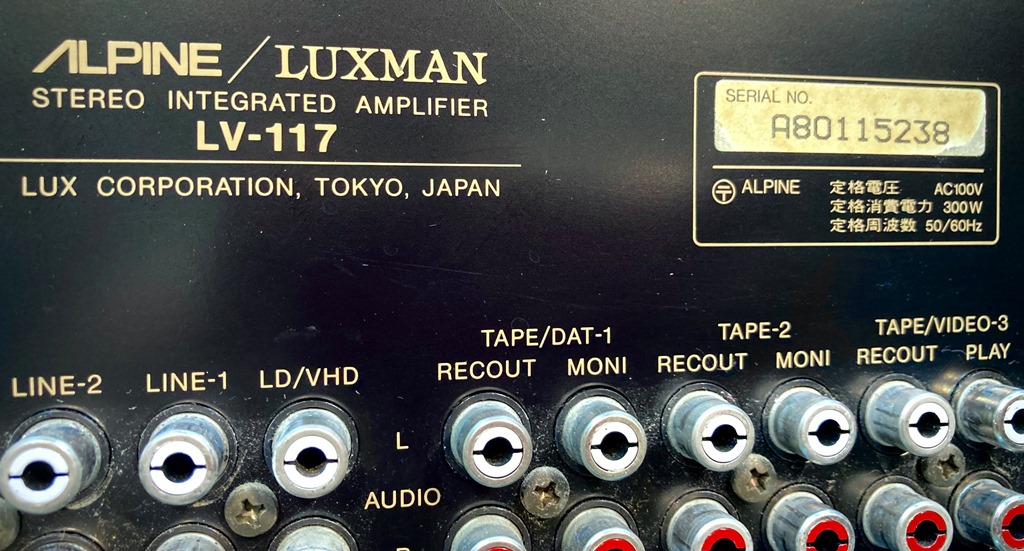 ALPINE / LUXMAN
STEREO INTEGRATED AMPLIFIER
LV-117
LUX CORPORATION, TOKYO, JAPAN
SERIAL NO.
A80115238
〒 ALPINE
定格電圧 AC100V
定格消費電力 300W
定格周波数 50/60Hz
TAPE/DAT-1
TAPE-2
TAPE/VIDEO-3
LINE-2
LINE-1
LD/VHD
RECOUT
MONI
RECOUT
MONI
RECOUT
PLAY
L
AUDIO